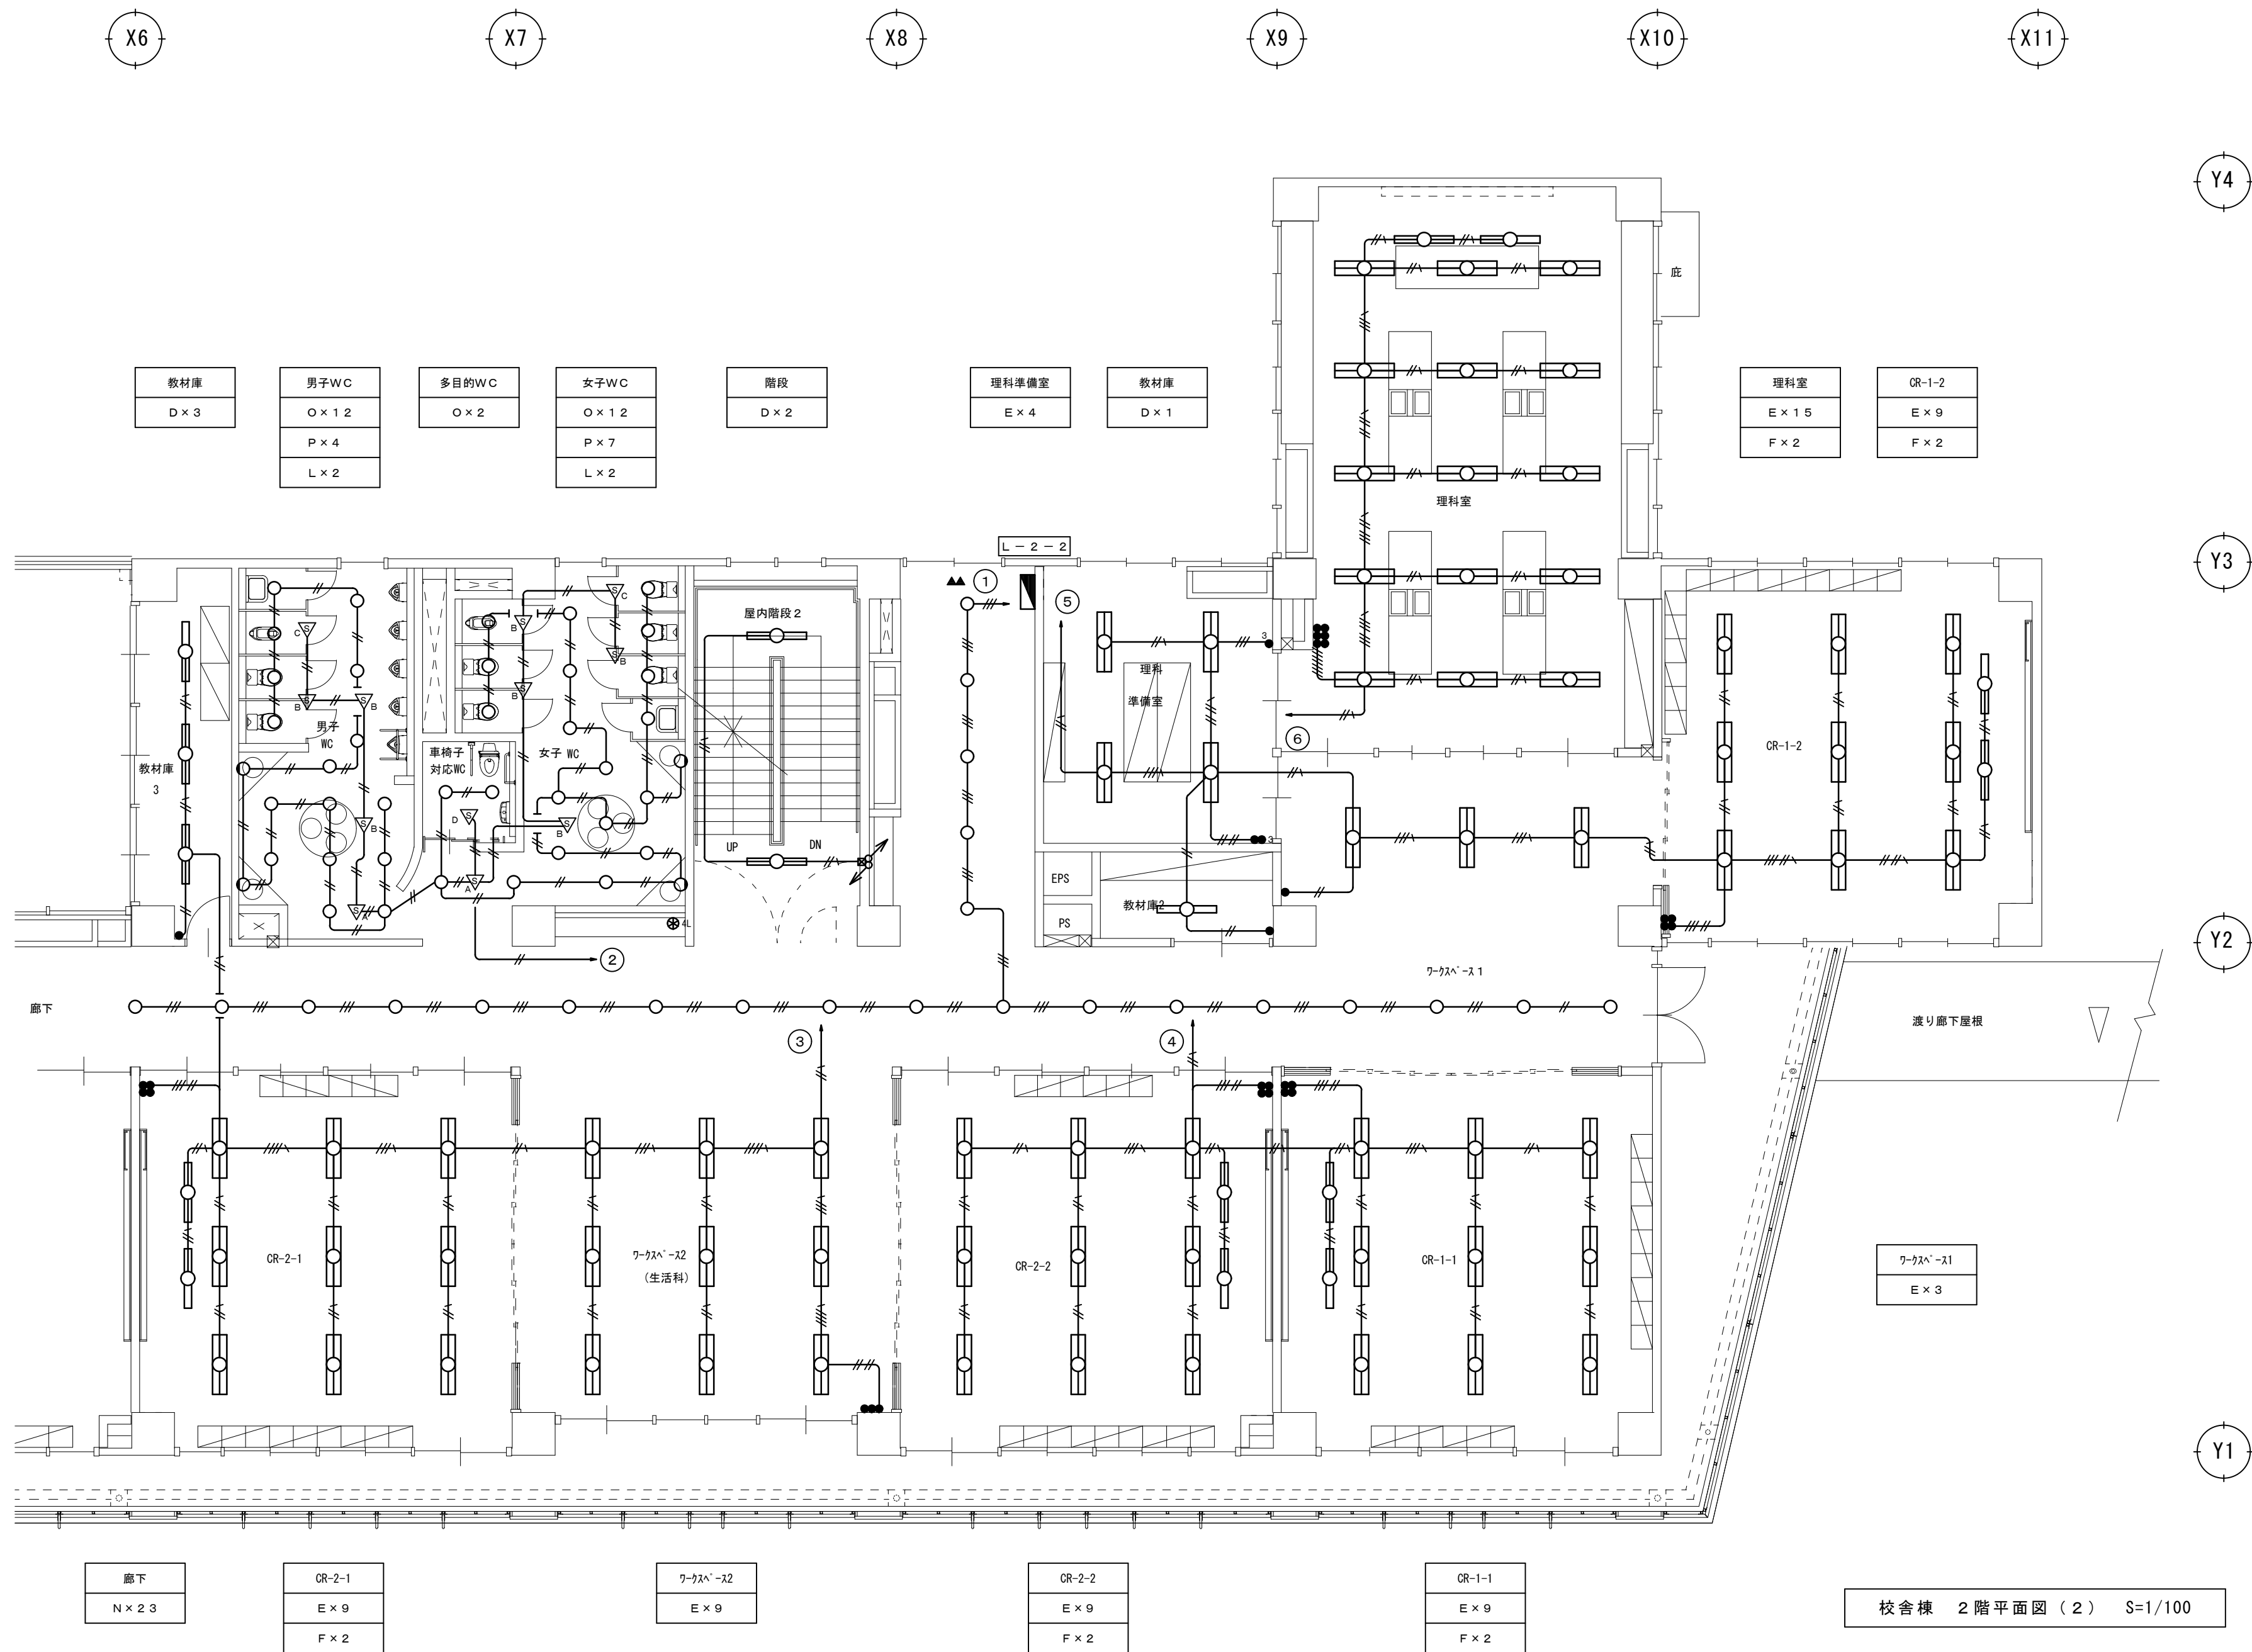 X6
X7
X8
X9
X10
X11
Y4
教材庫
D×3
男子WC
O×12
P×4
L×2
多目的WC
O×2
女子WC
O×12
P×7
L×2
階段
D×2
理科準備室
E×4
教材庫
D×1
庇
理科室
E×15
F×2
CR-1-2
E×9
F×2
理科室
L-2-2
Y3
①
⑤
屋内階段2
S
C
S
B
S
B
S
C
S
B
S
B
3
理科
準備室
男子
WC
⑥
車椅子
対応WC
女子 WC
CR-1-2
教材庫
3
S
B
S
D
S
B
S
A
S
A
UP
DN
3
EPS
教材庫2
PS
4L
Y2
②
ワークスペース1
廊下
渡り廊下屋根
③
④
CR-2-1
ワークスペース2
(生活科)
CR-2-2
CR-1-1
ワークスペース1
E×3
Y1
廊下
N×23
CR-2-1
E×9
F×2
ワークスペース2
E×9
CR-2-2
E×9
F×2
CR-1-1
E×9
F×2
校舎棟 2階平面図(2) S=1/100